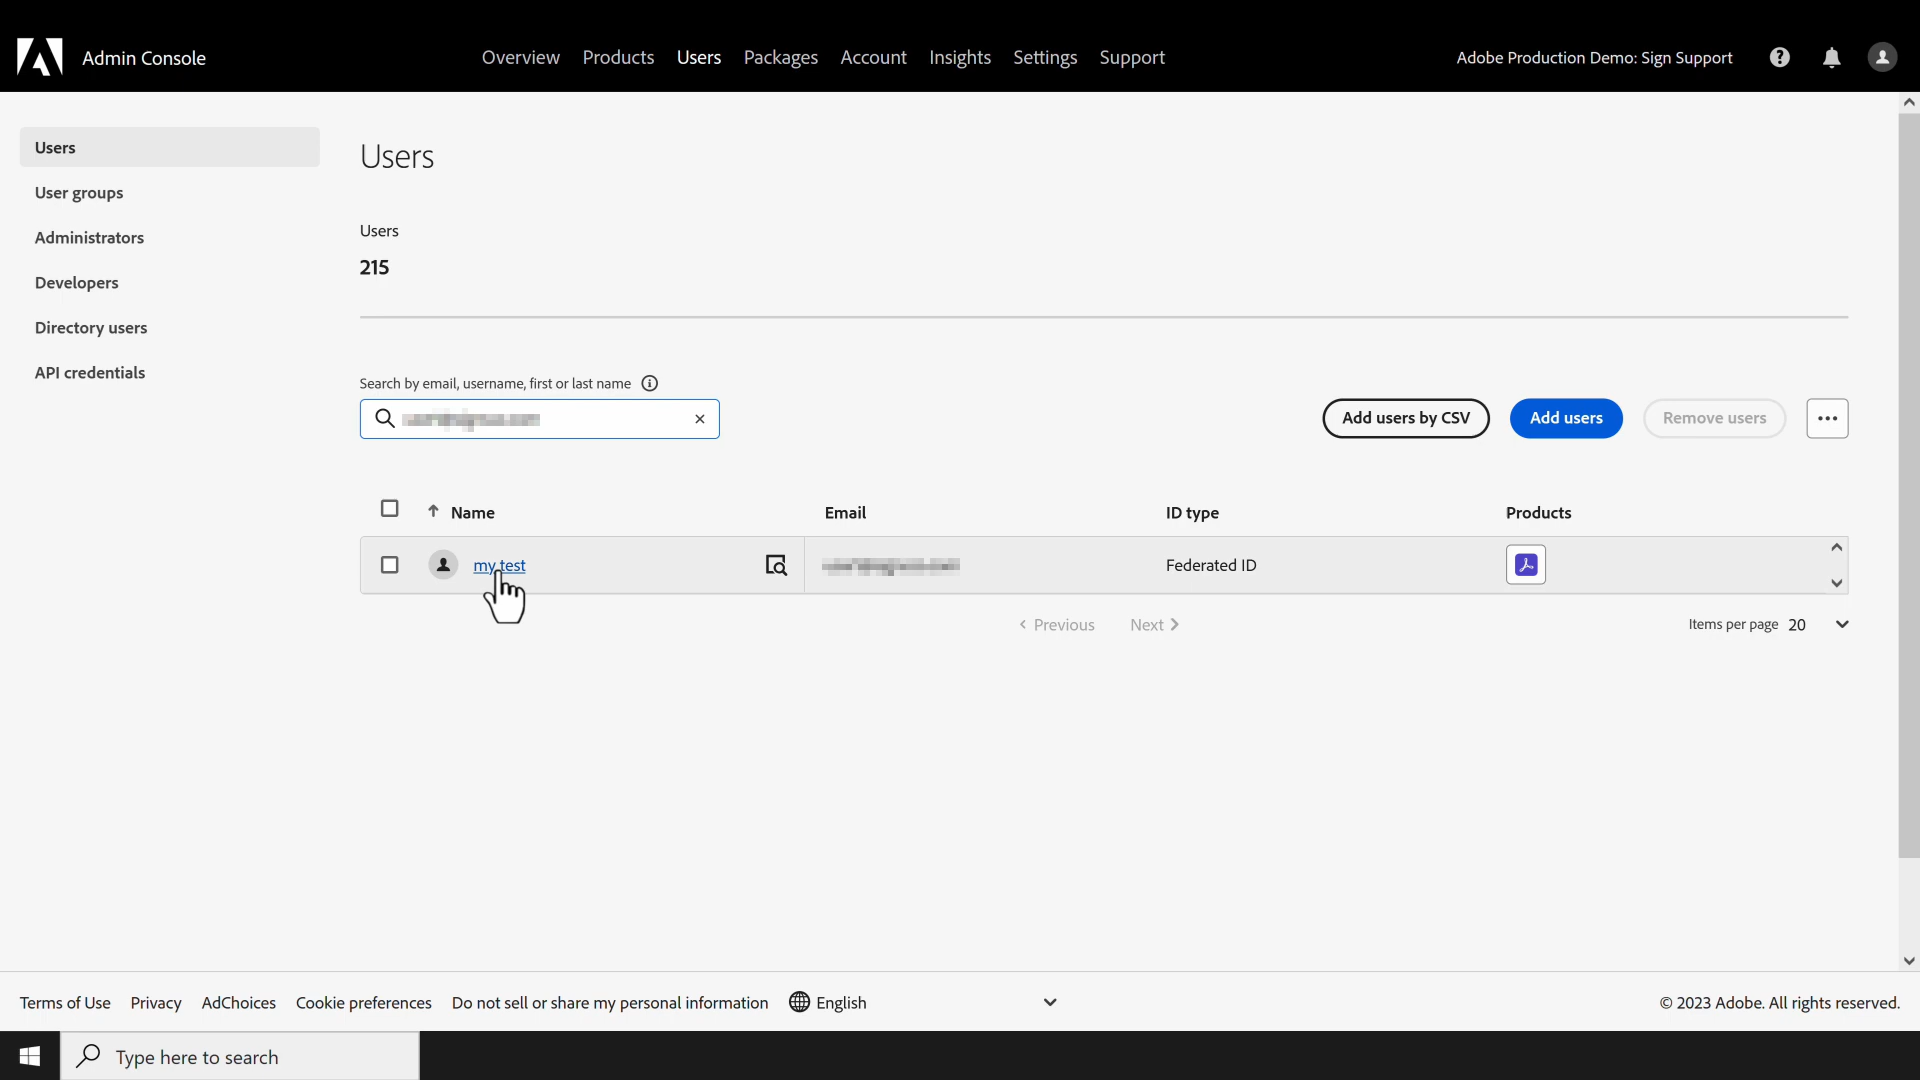 Admin Console
Overview Products Users Packages Account Insights Settings Support
Adobe Production Demo: Sign Support
Users
User groups
Administrators
Developers
Directory users
API credentials
Users
Users
215
Search by email, username, first or last name
Add users by CSV
Add users
Remove users
Name Email ID type Products
my test Federated ID
Previous Next
Items per page 20
Terms of Use Privacy AdChoices Cookie preferences Do not sell or share my personal information English
© 2023 Adobe. All rights reserved.
Type here to search